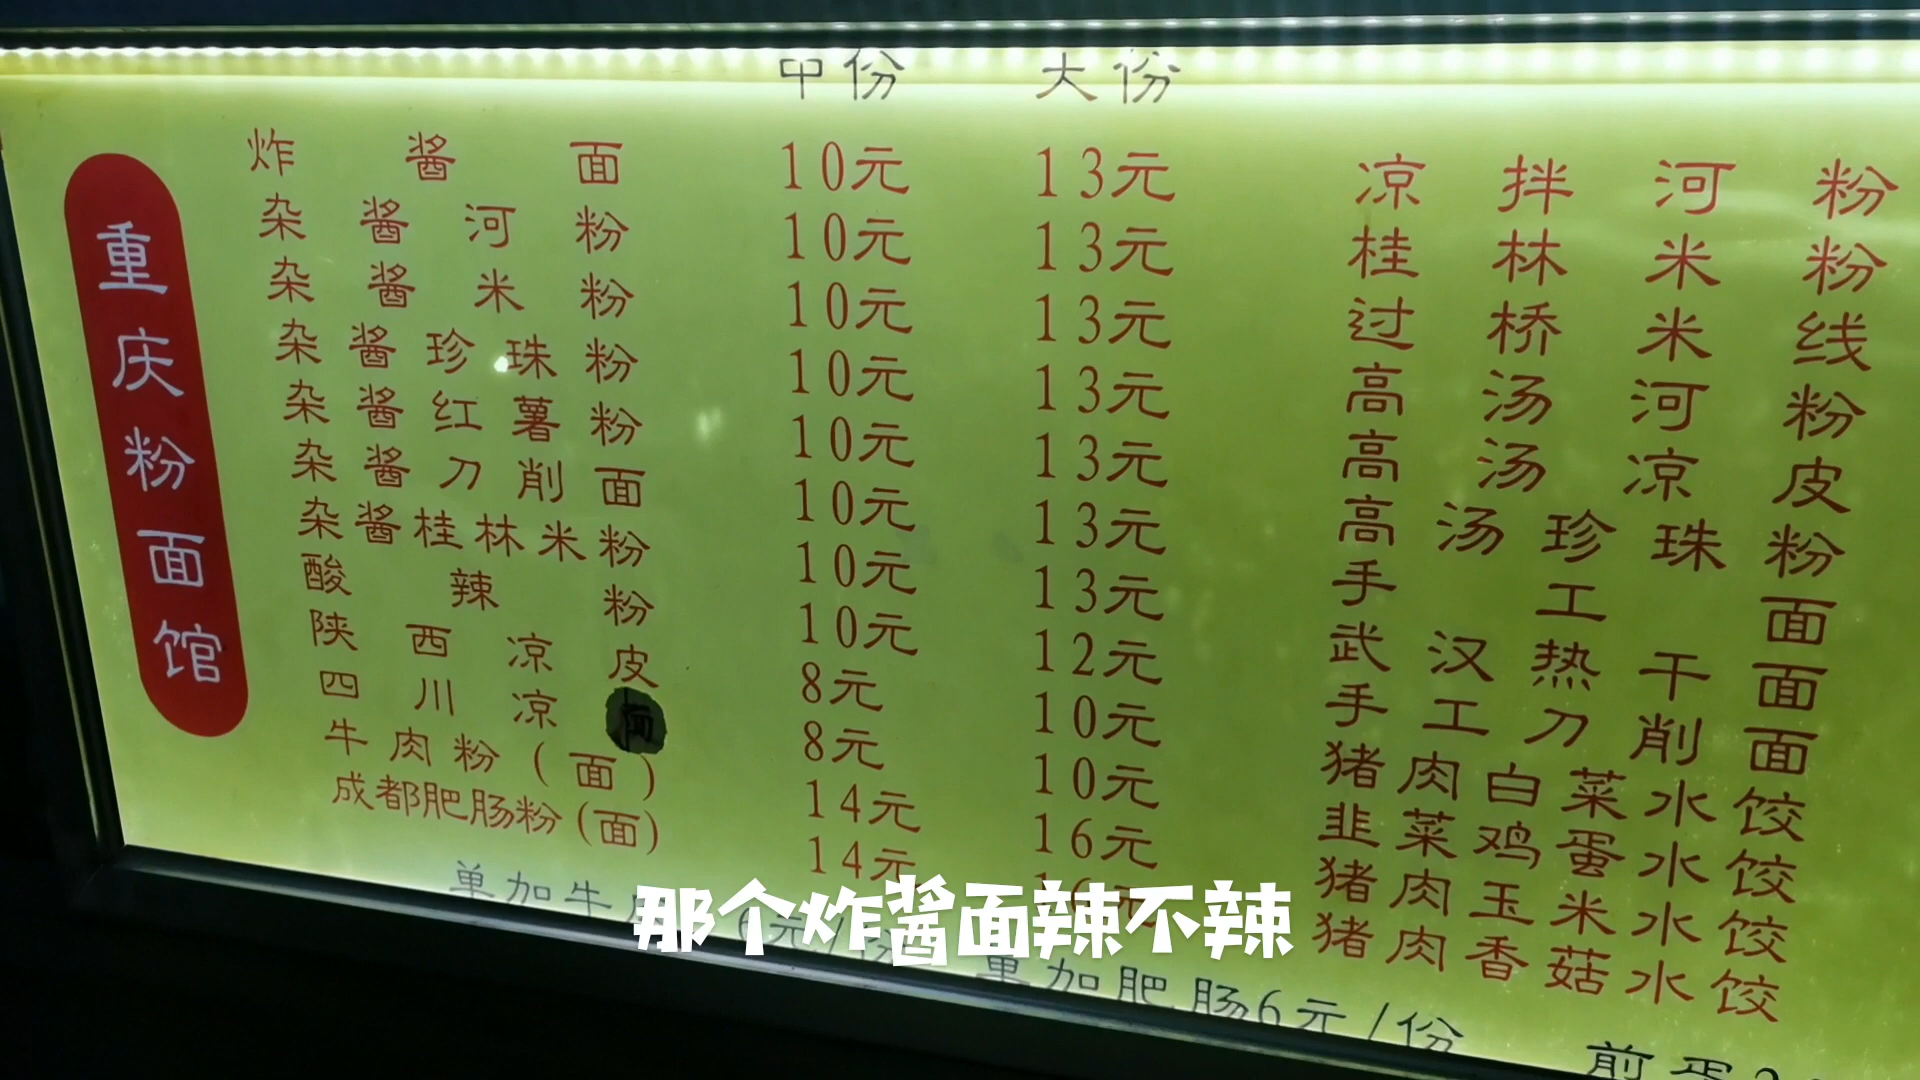 重庆粉面馆
中份 大份
炸酱面 10元 13元
杂酱河粉 10元 13元
杂酱米粉 10元 13元
杂酱珍珠粉 10元 13元
杂酱红薯粉 10元 13元
杂酱刀削面 10元 13元
杂酱桂林米粉 10元 13元
酸辣粉 10元 12元
陕西凉皮 8元 10元
四川凉面 8元 10元
牛肉粉(面) 14元 16元
成都肥肠粉(面) 14元 16元
单加牛 6元/
单加肥肠6元/份
煎蛋
凉拌河粉
桂林米粉
过桥米线
高汤河粉
高汤凉皮
高汤珍珠粉
手工面
武汉热干面
手工刀削面
猪肉白菜水饺
韭菜鸡蛋水饺
猪肉玉米水饺
猪肉香菇水饺
那个炸酱面辣不辣